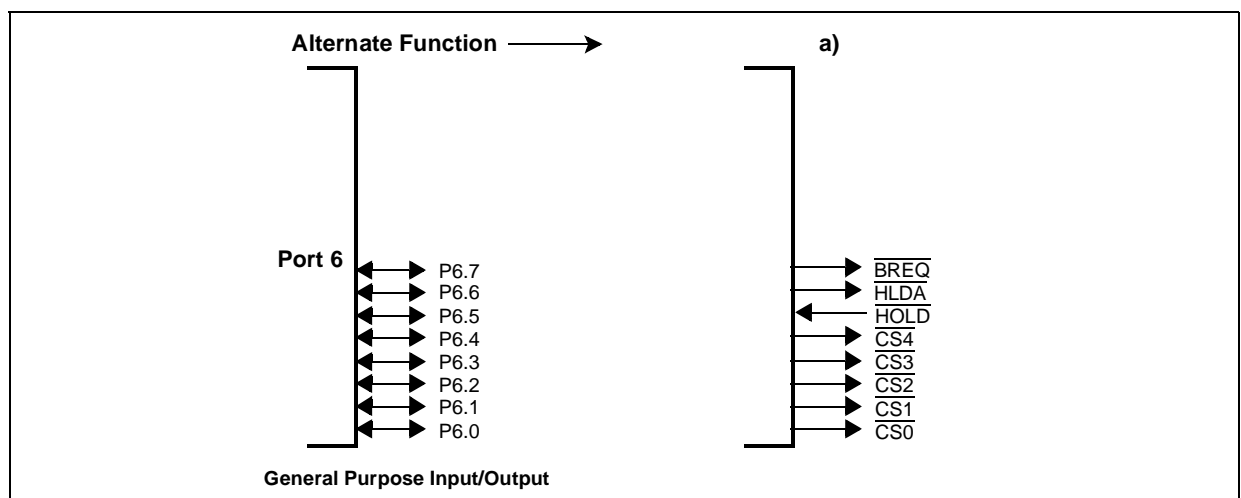 Alternate Function
a)
Port 6
P6.7
P6.6
P6.5
P6.4
P6.3
P6.2
P6.1
P6.0
BREQ
HLDA
HOLD
CS4
CS3
CS2
CS1
CS0
General Purpose Input/Output